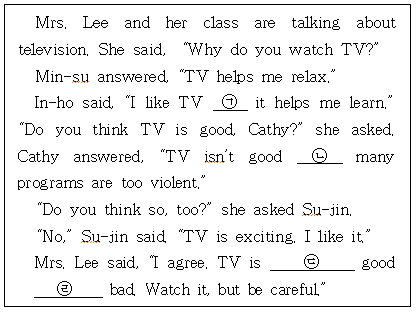 Mrs. Lee and her class are talking about
television. She said, "Why do you watch TV?"
Min-su answered, "TV helps me relax."
In-ho said, "I like TV ㉠ it helps me learn."
"Do you think TV is good, Cathy?" she asked.
Cathy answered, "TV isn't good ㉡ many
programs are too violent."
"Do you think so, too?" she asked Su-jin.
"No," Su-jin said. "TV is exciting. I like it."
Mrs. Lee said, "I agree. TV is ㉢ good
㉣ bad. Watch it, but be careful."